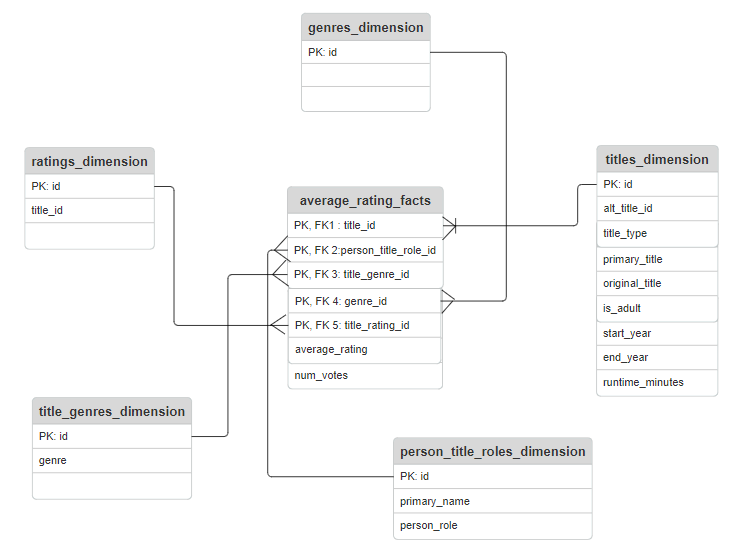 genres_dimension
PK: id
ratings_dimension
PK: id
title_id
average_rating_facts
PK, FK1 : title_id
PK, FK 2:person_title_role_id
PK, FK 3: title_genre_id
PK, FK 4: genre_id
PK, FK 5: title_rating_id
average_rating
num_votes
titles_dimension
PK: id
alt_title_id
title_type
primary_title
original_title
is_adult
start_year
end_year
runtime_minutes
title_genres_dimension
PK: id
genre
person_title_roles_dimension
PK: id
primary_name
person_role